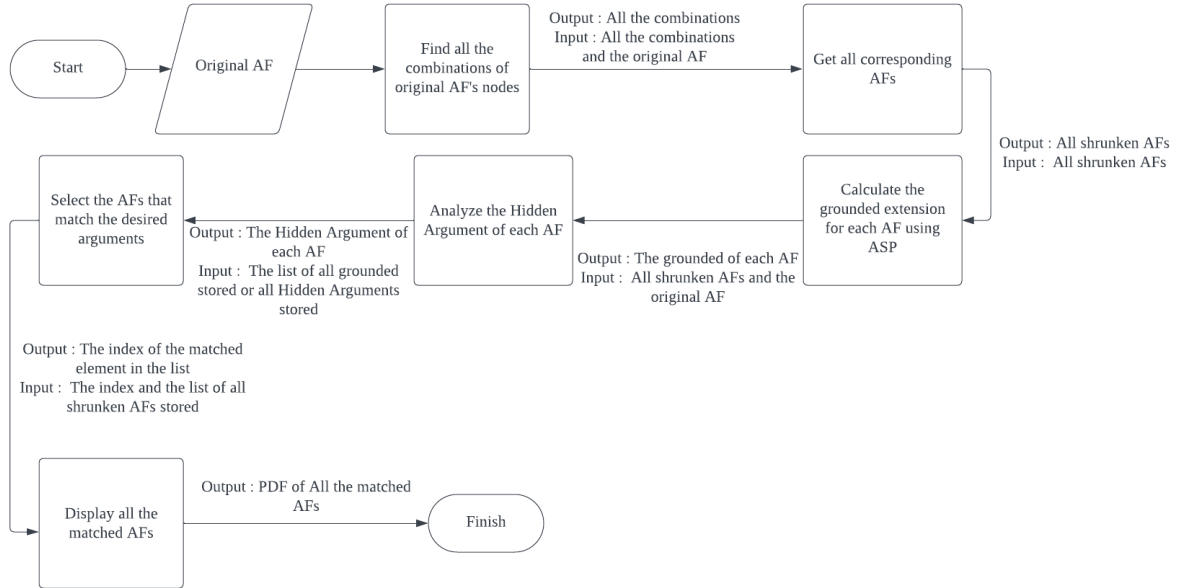 Start
Original AF
Find all the
combinations of
original AF's nodes
Output : All the combinations
Input : All the combinations
and the original AF
Get all corresponding
AFs
Output : All shrunken AFs
Input :  All shrunken AFs
Calculate the
grounded extension
for each AF using
ASP
Output : The grounded of each AF
Input :  All shrunken AFs and the
original AF
Analyze the Hidden
Argument of each AF
Output : The Hidden Argument of
each AF
Input :  The list of all grounded
stored or all Hidden Arguments
stored
Select the AFs that
match the desired
arguments
Output : The index of the matched
element in the list
Input :  The index and the list of all
shrunken AFs stored
Display all the
matched AFs
Output : PDF of All the matched
AFs
Finish